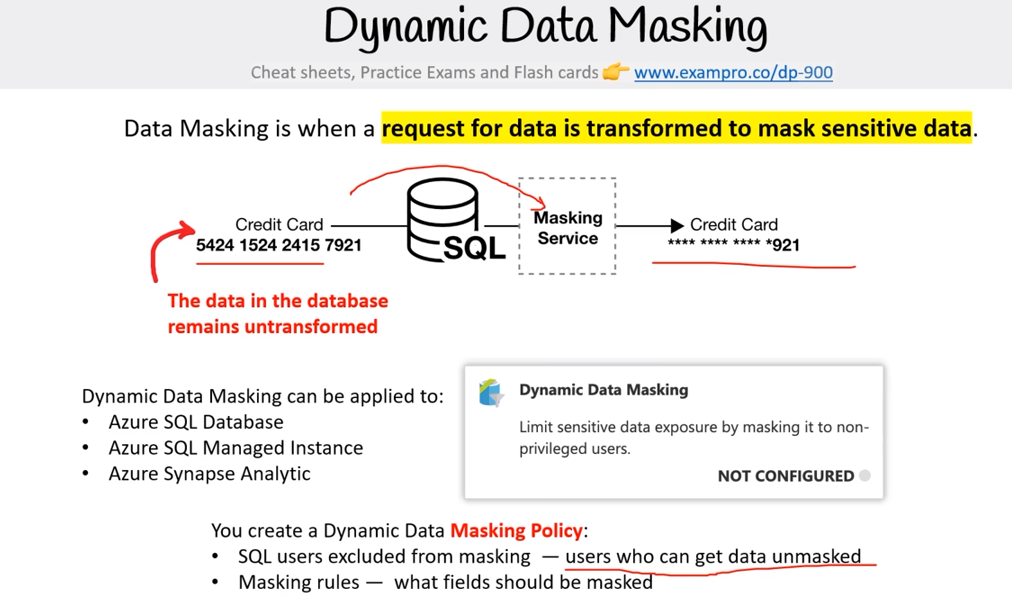 Dynamic Data Masking
Cheat sheets, Practice Exams and Flash cards 👉 www.exampro.co/dp-900
Data Masking is when a request for data is transformed to mask sensitive data.
Credit Card
5424 1524 2415 7921
SQL
Masking
Service
Credit Card
**** **** **** *921
The data in the database
remains untransformed
Dynamic Data Masking can be applied to:
• Azure SQL Database
• Azure SQL Managed Instance
• Azure Synapse Analytic
Dynamic Data Masking
Limit sensitive data exposure by masking it to non-
privileged users.
NOT CONFIGURED
You create a Dynamic Data Masking Policy:
• SQL users excluded from masking — users who can get data unmasked
• Masking rules — what fields should be masked